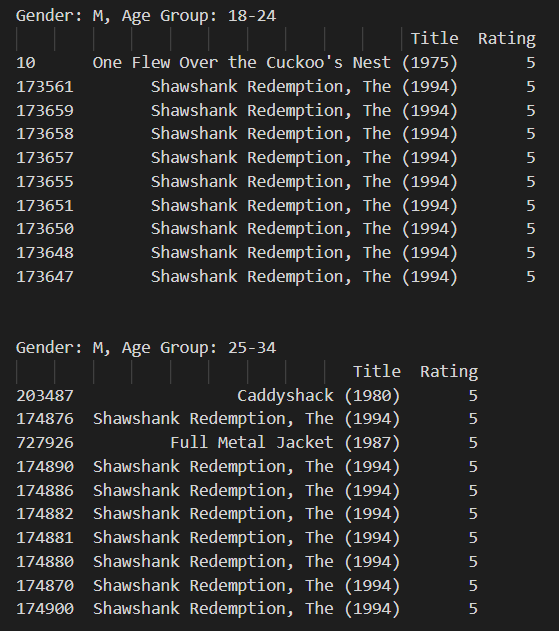 Gender: M, Age Group: 18-24
Title Rating
10 One Flew Over the Cuckoo's Nest (1975) 5
173561 Shawshank Redemption, The (1994) 5
173659 Shawshank Redemption, The (1994) 5
173658 Shawshank Redemption, The (1994) 5
173657 Shawshank Redemption, The (1994) 5
173655 Shawshank Redemption, The (1994) 5
173651 Shawshank Redemption, The (1994) 5
173650 Shawshank Redemption, The (1994) 5
173648 Shawshank Redemption, The (1994) 5
173647 Shawshank Redemption, The (1994) 5
Gender: M, Age Group: 25-34
Title Rating
203487 Caddyshack (1980) 5
174876 Shawshank Redemption, The (1994) 5
727926 Full Metal Jacket (1987) 5
174890 Shawshank Redemption, The (1994) 5
174886 Shawshank Redemption, The (1994) 5
174882 Shawshank Redemption, The (1994) 5
174881 Shawshank Redemption, The (1994) 5
174880 Shawshank Redemption, The (1994) 5
174870 Shawshank Redemption, The (1994) 5
174900 Shawshank Redemption, The (1994) 5